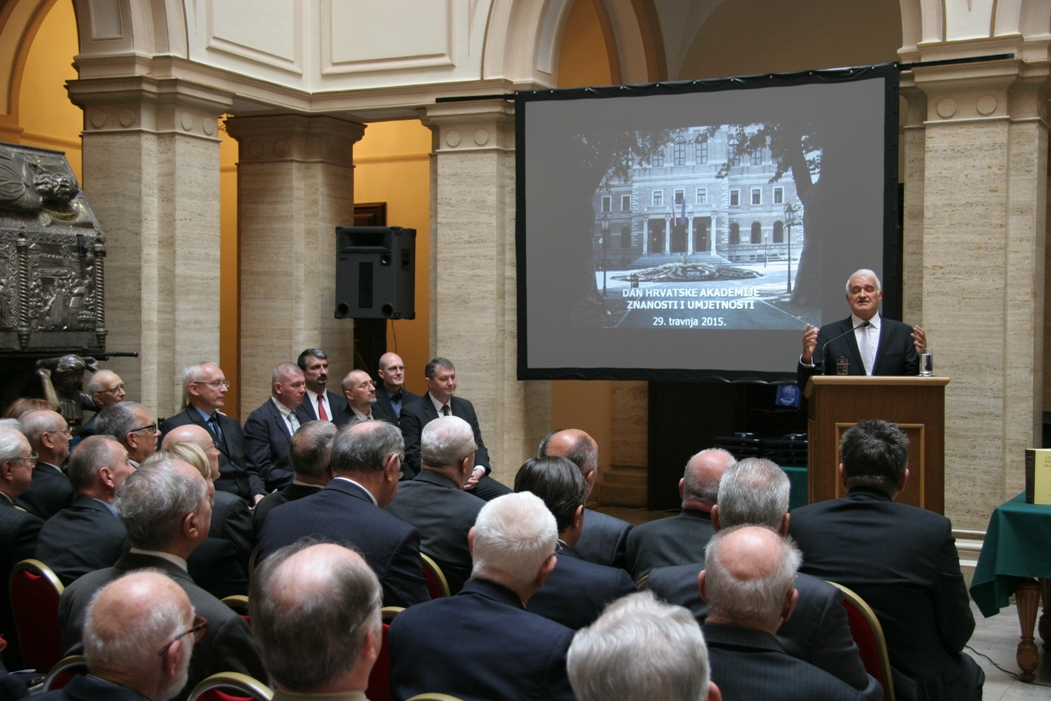 DAN HRVATSKE AKADEMIJE
ZNANOSTI I UMJETNOSTI
29. travnja 2015.